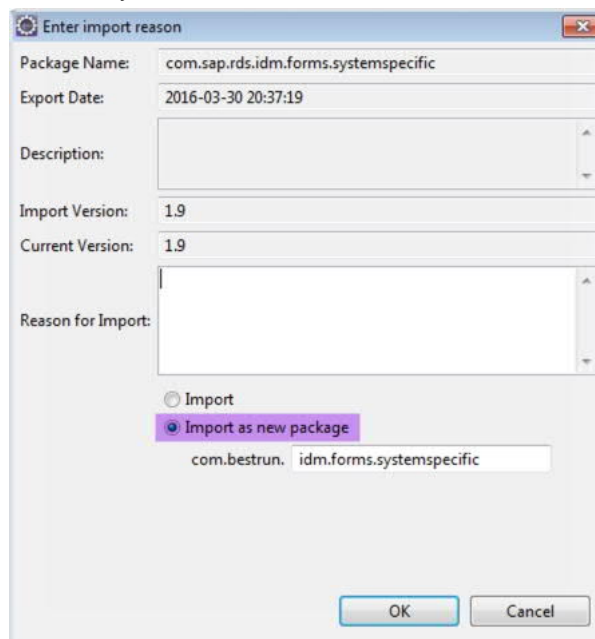 Enter import reason
Package Name: com.sap.rds.idm.forms.systemspecific
Export Date: 2016-03-30 20:37:19
Description:
Import Version: 1.9
Current Version: 1.9
Reason for Import:
Import
Import as new package
com.bestrun. idm.forms.systemspecific
OK Cancel